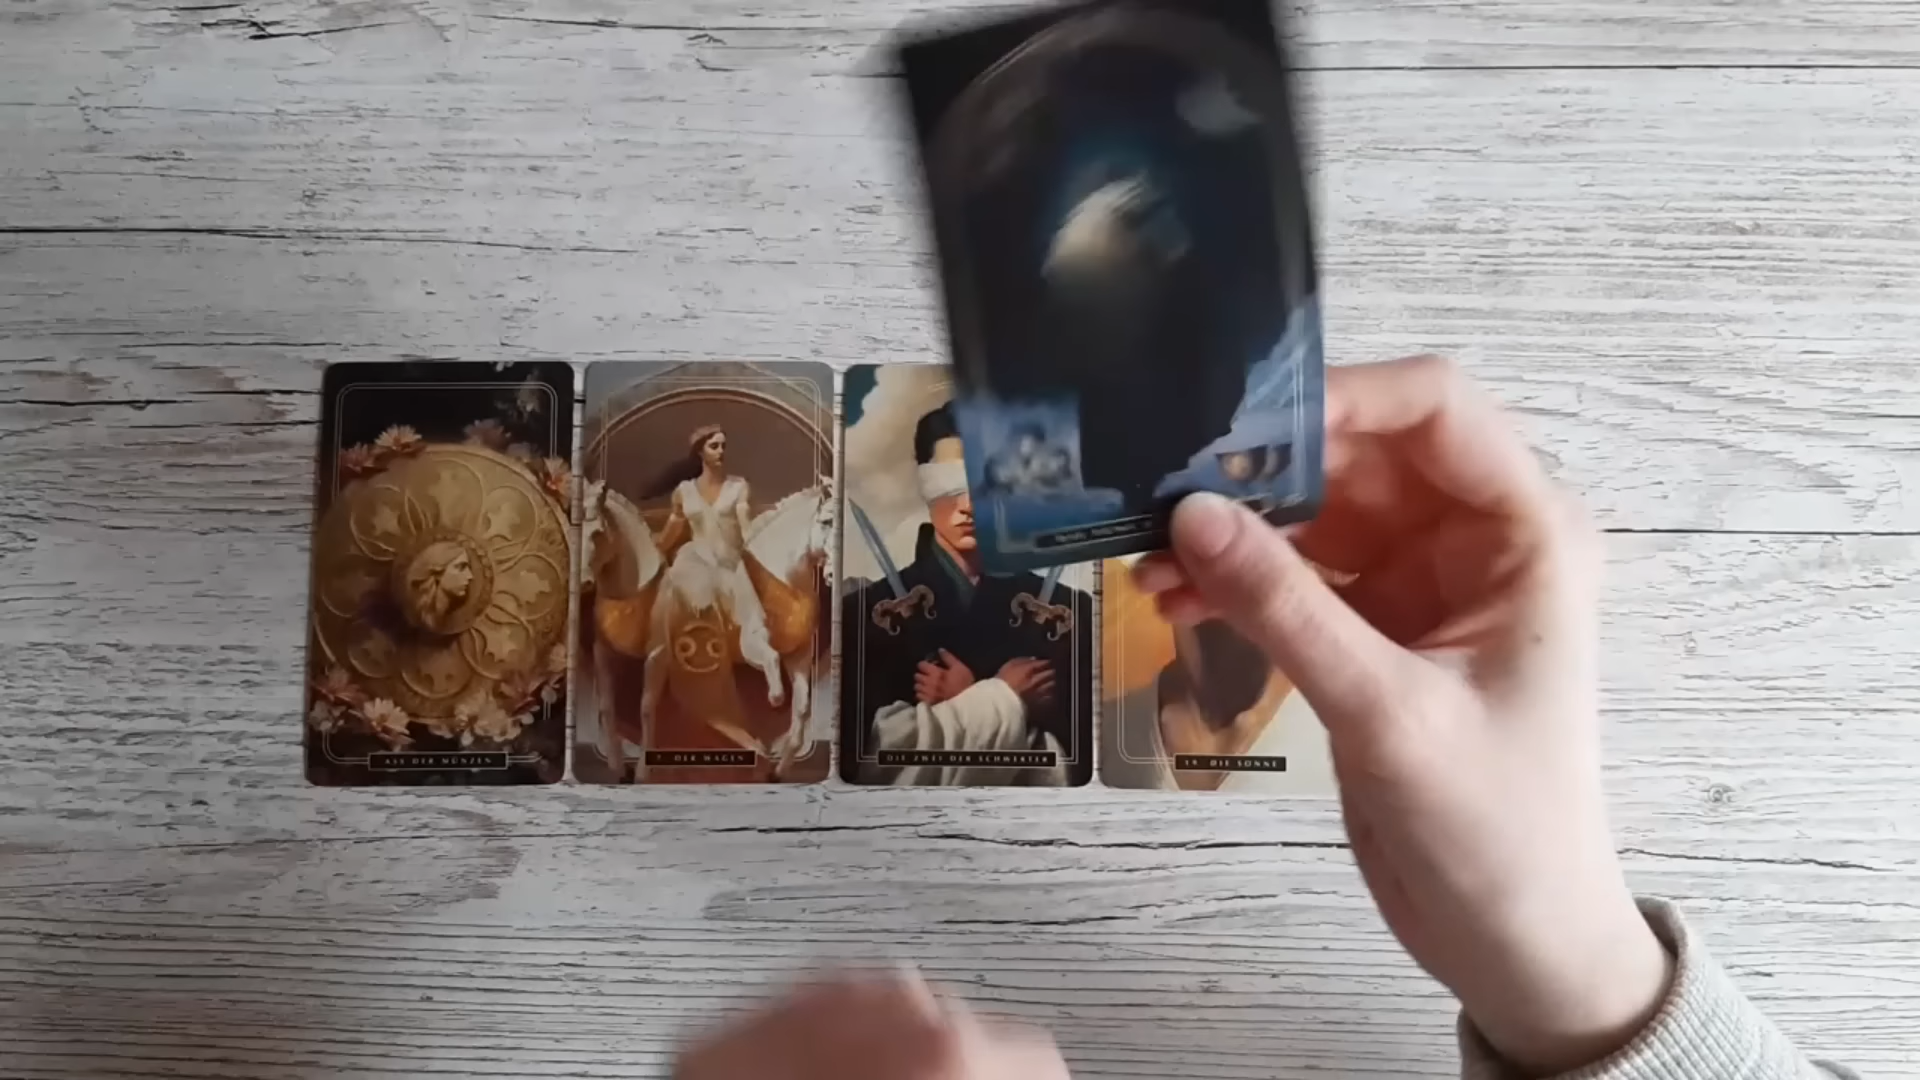 ASS DER MÜNZEN
7. DER WAGEN
DIE ZWEI DER SCHWERTER
19. DIE SONNE